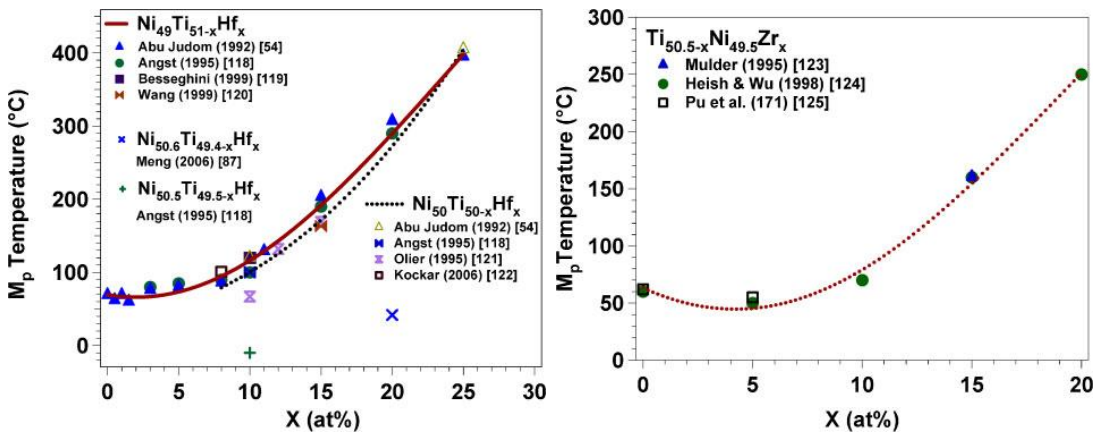 Ni49Ti51-xHfx
Abu Judom (1992) [54]
Angst (1995) [118]
Besseghini (1999) [119]
Wang (1999) [120]
Ni50.6Ti49.4-xHfx
Meng (2006) [87]
Ni50.5Ti49.5-xHfx
Angst (1995) [118]
Ni50Ti50-xHfx
Abu Judom (1992) [54]
Angst (1995) [118]
Olier (1995) [121]
Kockar (2006) [122]
Mp Temperature (°C)
400
300
200
100
0
0 5 10 15 20 25 30
X (at%)
Ti50.5-xNi49.5Zrx
Mulder (1995) [123]
Heish & Wu (1998) [124]
Pu et al. (171) [125]
MpTemperature (°C)
300
250
200
150
100
50
0
0 5 10 15 20
X (at%)